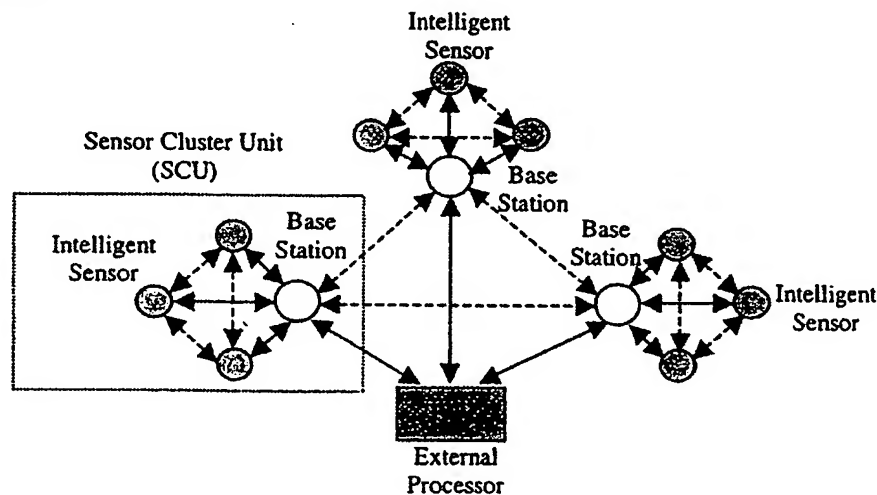 Intelligent
Sensor
Sensor Cluster Unit
(SCU)
Base
Station
Base
Station
Intelligent
Sensor
Base
Station
Intelligent
Sensor
External
Processor